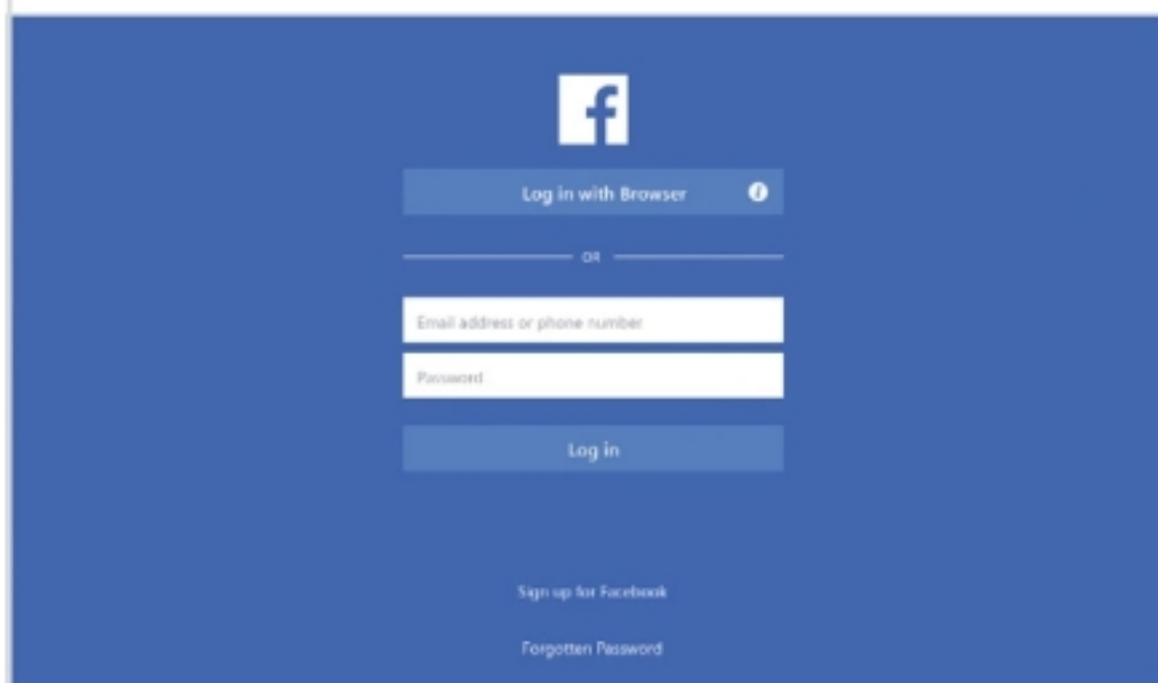 f
Log in with Browser i
OR
Email address or phone number
Password
Log in
Sign up for Facebook
Forgotten Password